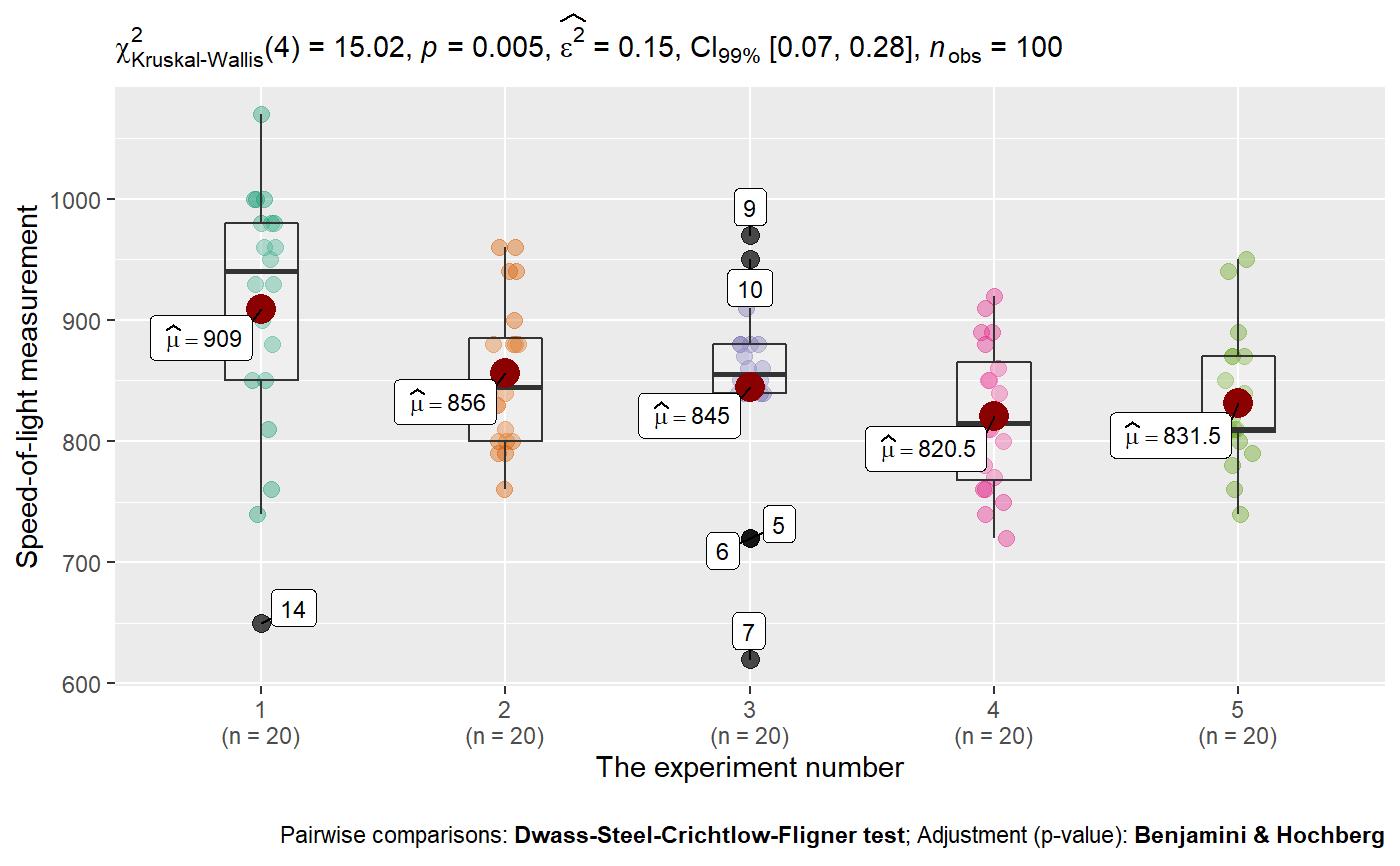 χ²Kruskal-Wallis(4) = 15.02, p = 0.005, ε̂² = 0.15, CI99% [0.07, 0.28], nobs = 100
Speed-of-light measurement
1000
900
800
700
600
9
10
μ̂ = 909
μ̂ = 856
μ̂ = 845
μ̂ = 820.5
μ̂ = 831.5
5
6
14
7
1 2 3 4 5
(n = 20) (n = 20) (n = 20) (n = 20) (n = 20)
The experiment number
Pairwise comparisons: Dwass-Steel-Crichtlow-Fligner test; Adjustment (p-value): Benjamini & Hochberg